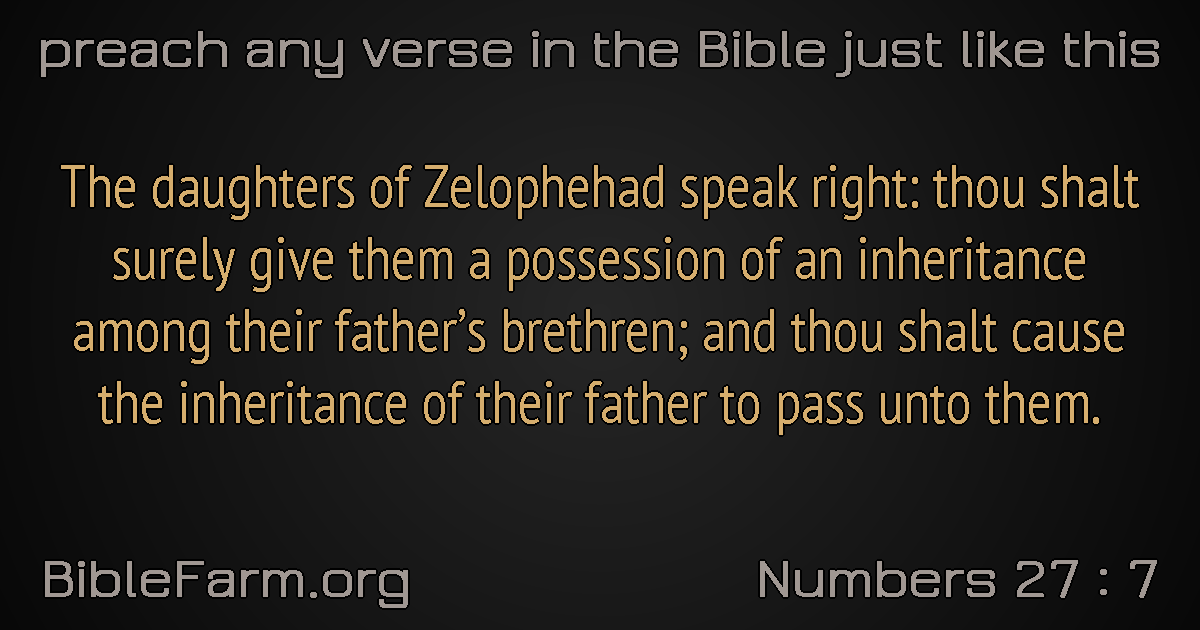 preach any verse in the Bible just like this
The daughters of Zelophehad speak right: thou shalt
surely give them a possession of an inheritance
among their father’s brethren; and thou shalt cause
the inheritance of their father to pass unto them.
BibleFarm.org
Numbers 27 : 7